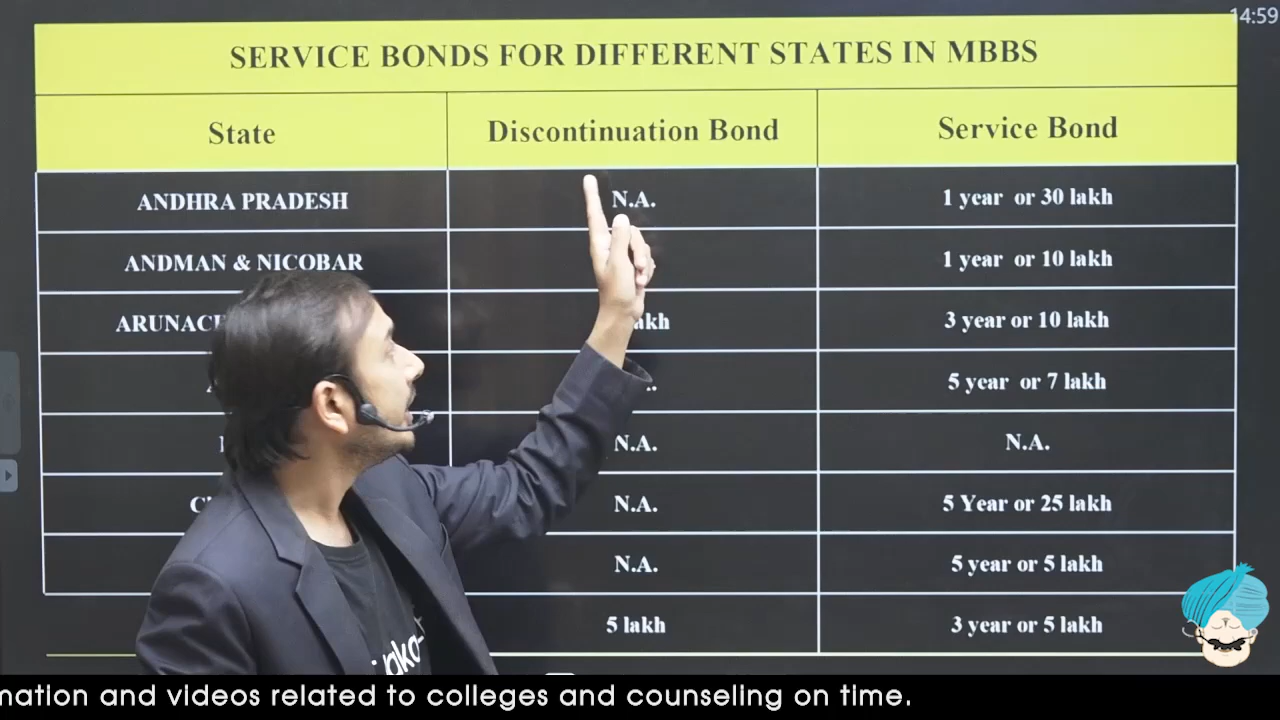 14:59
SERVICE BONDS FOR DIFFERENT STATES IN MBBS
State Discontinuation Bond Service Bond
ANDHRA PRADESH N.A. 1 year or 30 lakh
ANDMAN & NICOBAR 1 year or 10 lakh
3 year or 10 lakh
5 year or 7 lakh
N.A. N.A.
N.A. 5 Year or 25 lakh
N.A. 5 year or 5 lakh
5 lakh 3 year or 5 lakh
and videos related to colleges and counseling on time.